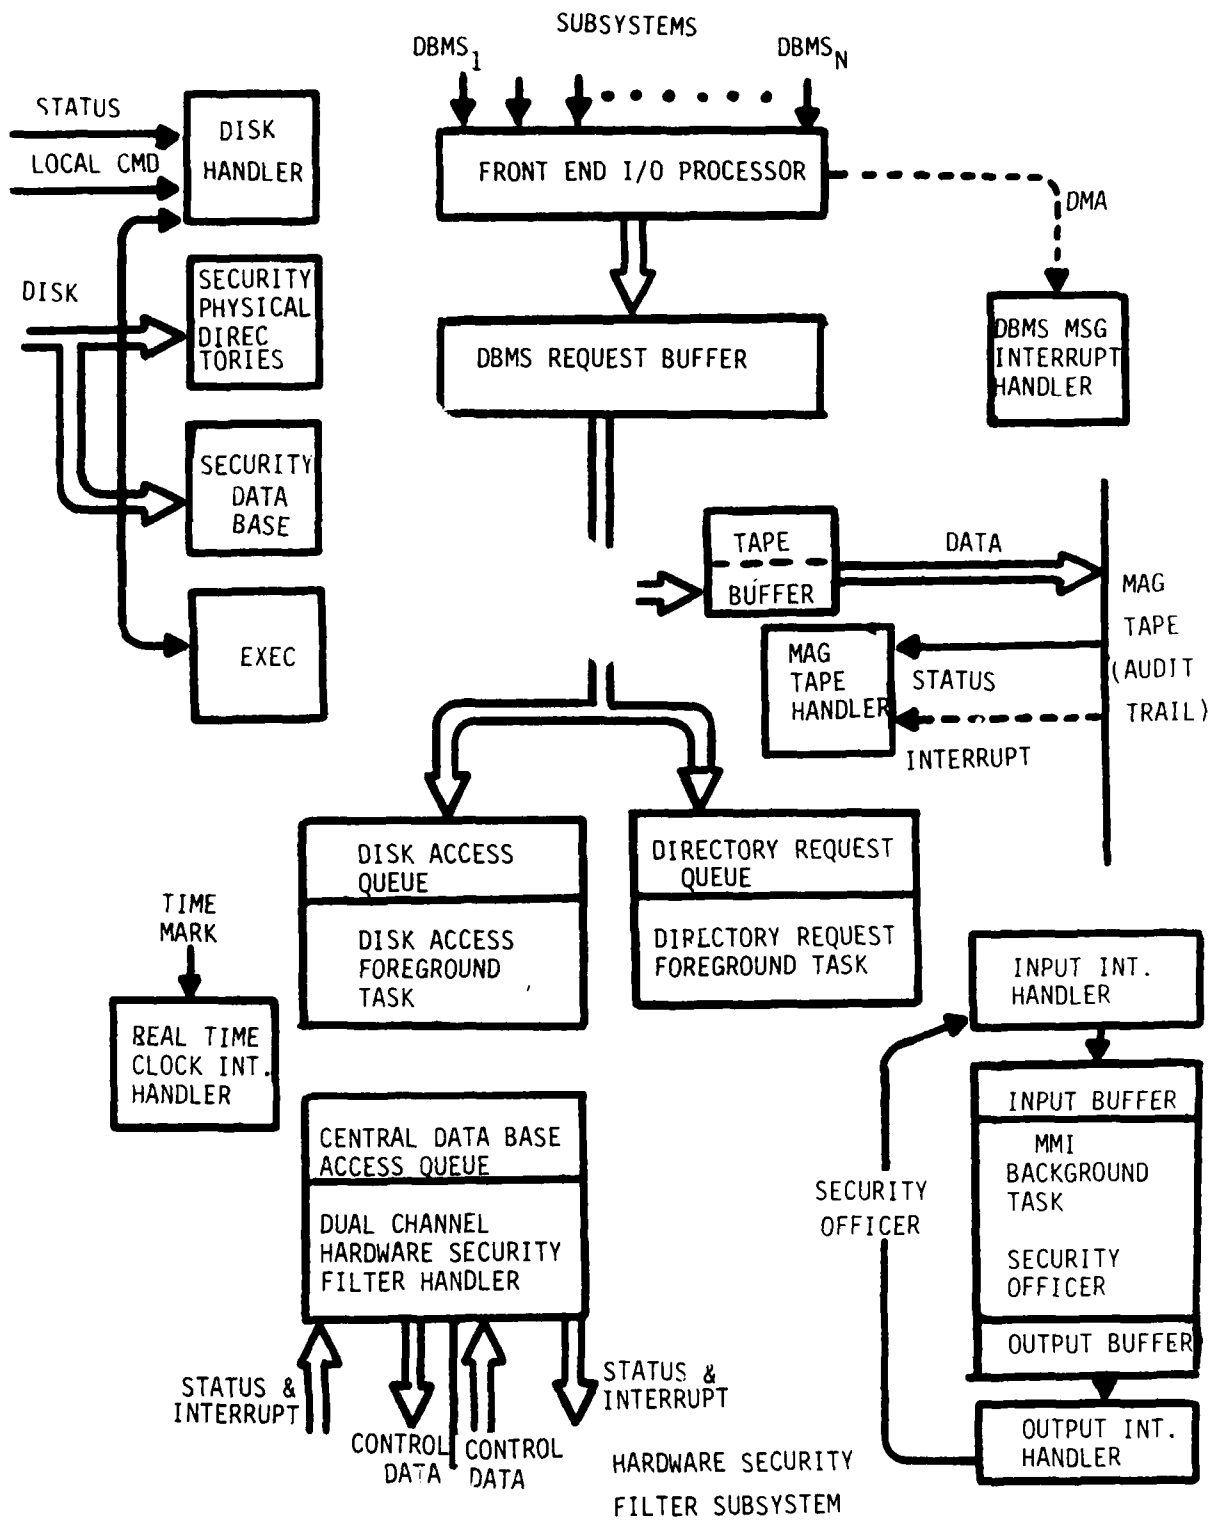 SUBSYSTEMS
DBMS1
DBMSN
STATUS
LOCAL CMD
DISK
HANDLER
FRONT END I/O PROCESSOR
DMA
DISK
SECURITY
PHYSICAL
DIREC
TORIES
DBMS REQUEST BUFFER
DBMS MSG
INTERRUPT
HANDLER
SECURITY
DATA
BASE
TAPE
BUFFER
DATA
MAG
TAPE
(AUDIT
TRAIL)
EXEC
MAG
TAPE
HANDLER
STATUS
INTERRUPT
DISK ACCESS
QUEUE
DISK ACCESS
FOREGROUND
TASK
DIRECTORY REQUEST
QUEUE
DIRECTORY REQUEST
FOREGROUND TASK
TIME
MARK
REAL TIME
CLOCK INT.
HANDLER
INPUT INT.
HANDLER
INPUT BUFFER
MMI
BACKGROUND
TASK
SECURITY
OFFICER
OUTPUT BUFFER
OUTPUT INT.
HANDLER
SECURITY
OFFICER
CENTRAL DATA BASE
ACCESS QUEUE
DUAL CHANNEL
HARDWARE SECURITY
FILTER HANDLER
STATUS &
INTERRUPT
CONTROL
DATA
CONTROL
DATA
STATUS &
INTERRUPT
HARDWARE SECURITY
FILTER SUBSYSTEM